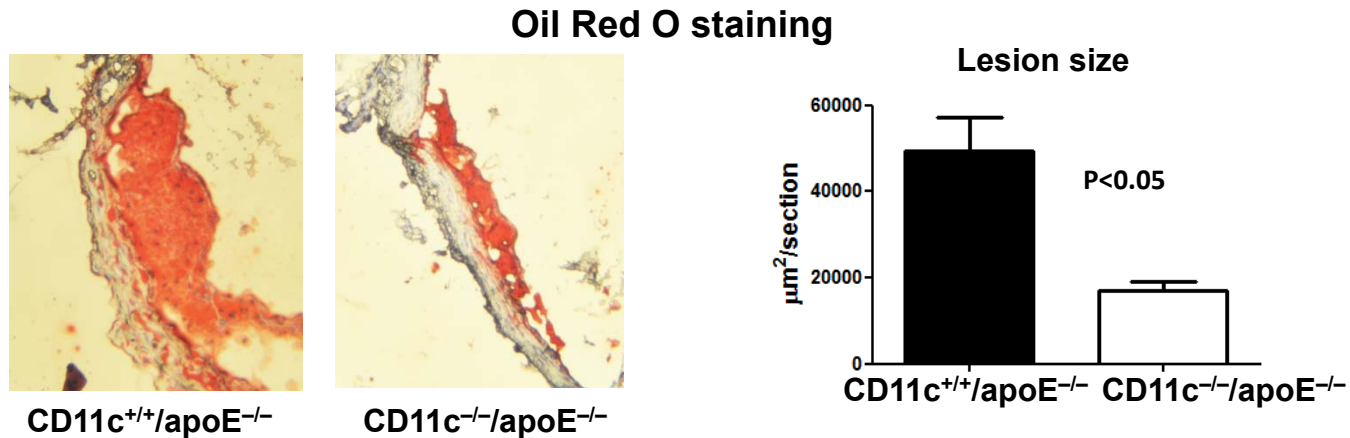 Oil Red O staining
CD11c+/+/apoE–/–
CD11c–/–/apoE–/–
Lesion size
μm2/section
60000
40000
20000
0
P<0.05
CD11c+/+/apoE–/–
CD11c–/–/apoE–/–